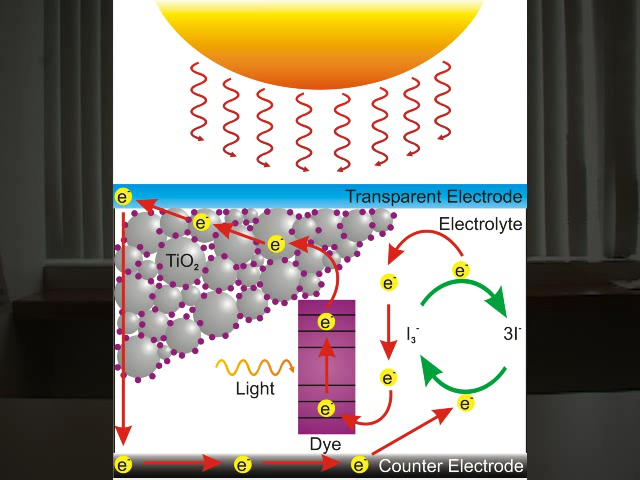 e⁻
Transparent Electrode
e⁻
Electrolyte
e⁻
TiO₂
e⁻
e⁻
e⁻
I₃⁻
3I⁻
Light
e⁻
e⁻
e⁻
Dye
e⁻
e⁻
e⁻
Counter Electrode